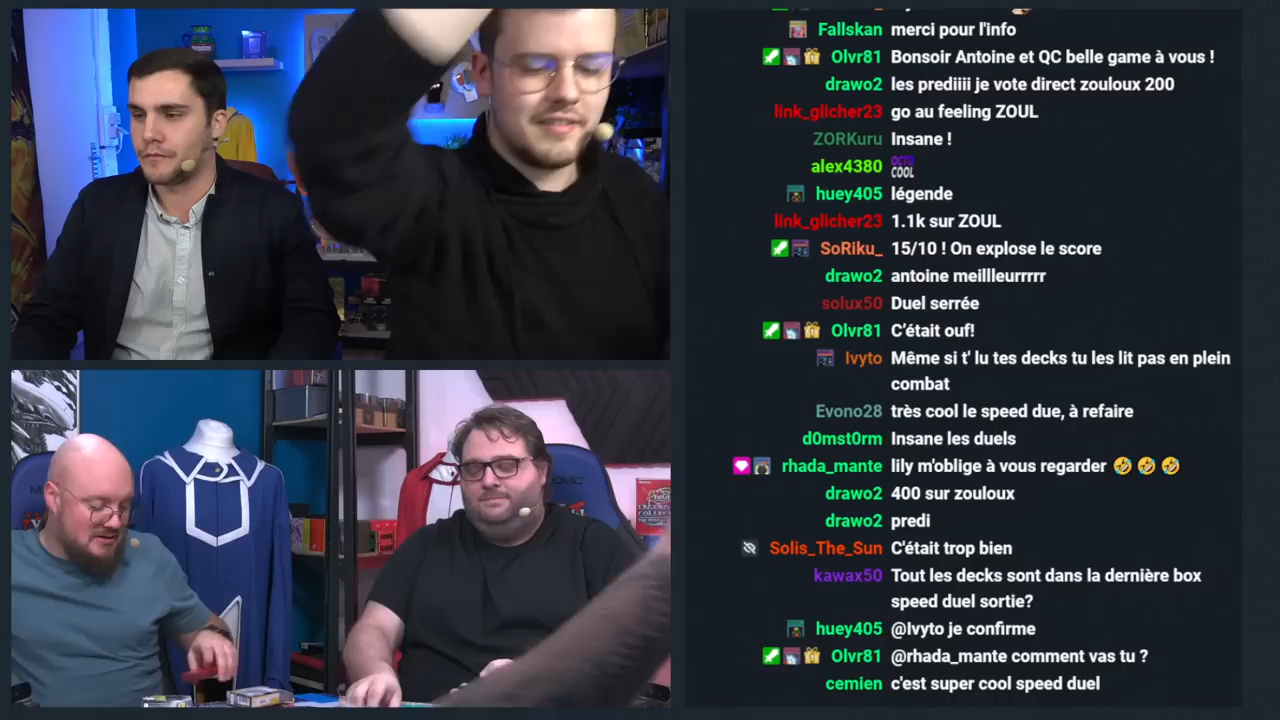 Fallskan merci pour l'info
Olvr81 Bonsoir Antoine et QC belle game à vous !
drawo2 les prediiii je vote direct zouloux 200
link_glicher23 go au feeling ZOUL
ZORKuru Insane !
alex4380 OCTO
COOL
huey405 légende
link_glicher23 1.1k sur ZOUL
SoRiku_ 15/10 ! On explose le score
drawo2 antoine meillleurrrrr
solux50 Duel serrée
Olvr81 C'était ouf!
lvyto Même si t' lu tes decks tu les lit pas en plein
combat
Evono28 très cool le speed due, à refaire
d0mst0rm Insane les duels
rhada_mante lily m'oblige à vous regarder 🤣 🤣 🤣
drawo2 400 sur zouloux
drawo2 predi
Solis_The_Sun C'était trop bien
kawax50 Tout les decks sont dans la dernière box
speed duel sortie?
huey405 @lvyto je confirme
Olvr81 @rhada_mante comment vas tu ?
cemien c'est super cool speed duel